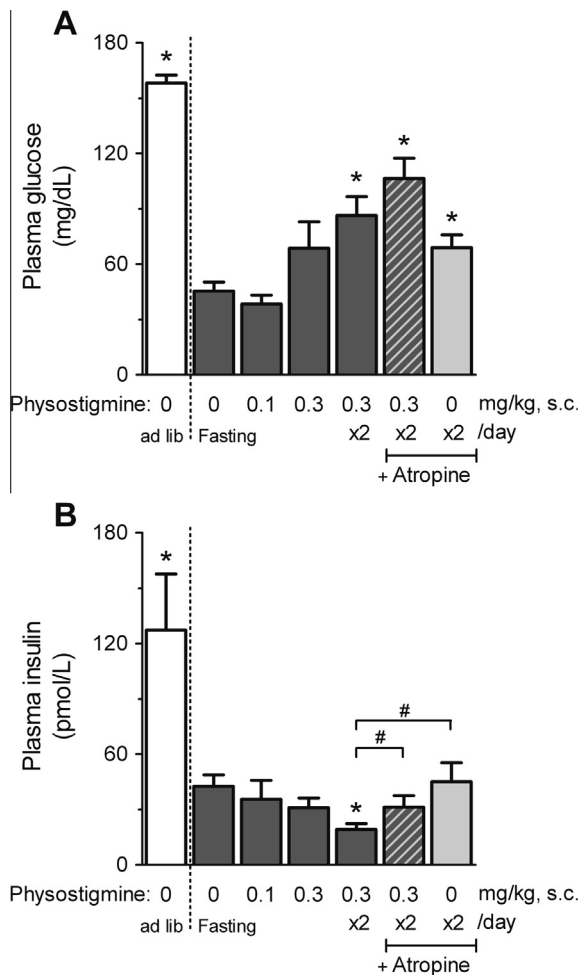 A
180
120
60
0
Plasma glucose
(mg/dL)
*
*
*
*
Physostigmine: 0 0 0.1 0.3 0.3 0.3 0 mg/kg, s.c.
ad lib Fasting x2 x2 x2 /day
+ Atropine
B
180
120
60
0
Plasma insulin
(pmol/L)
*
#
#
*
Physostigmine: 0 0 0.1 0.3 0.3 0.3 0 mg/kg, s.c.
ad lib Fasting x2 x2 x2 /day
+ Atropine